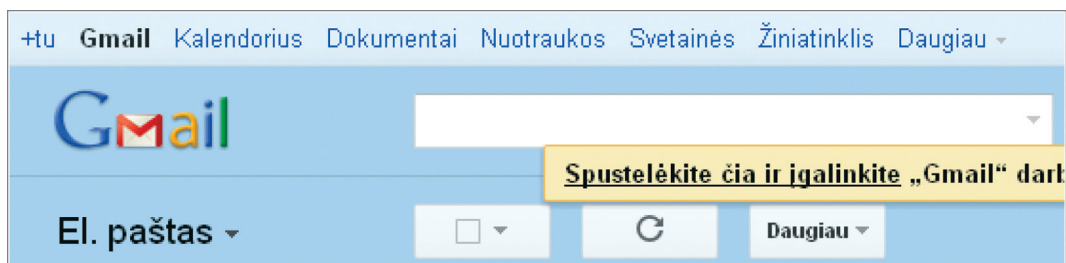 +tu Gmail Kalendorius Dokumentai Nuotraukos Svetainės Žiniatinklis Daugiau
Gmail
Spustelėkite čia ir įgalinkite „Gmail“
El. paštas
Daugiau